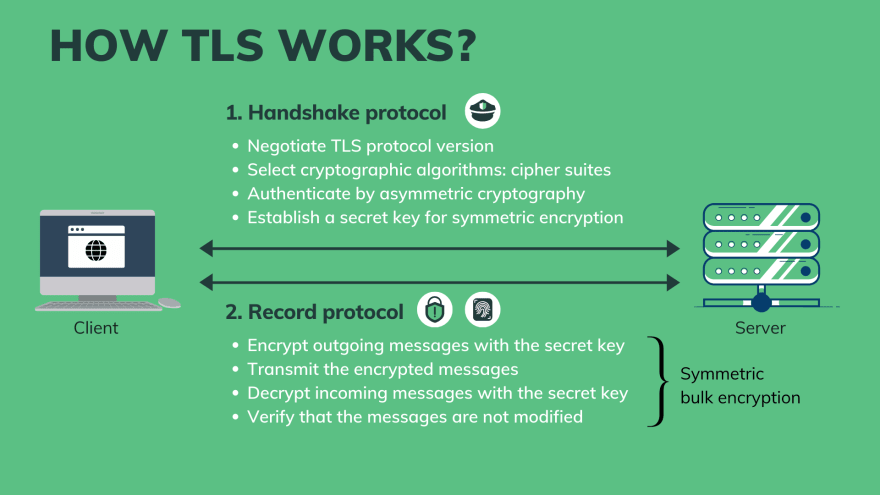 HOW TLS WORKS?
1. Handshake protocol
• Negotiate TLS protocol version
• Select cryptographic algorithms: cipher suites
• Authenticate by asymmetric cryptography
• Establish a secret key for symmetric encryption
Client
Server
2. Record protocol
• Encrypt outgoing messages with the secret key
• Transmit the encrypted messages
• Decrypt incoming messages with the secret key
• Verify that the messages are not modified
Symmetric
bulk encryption